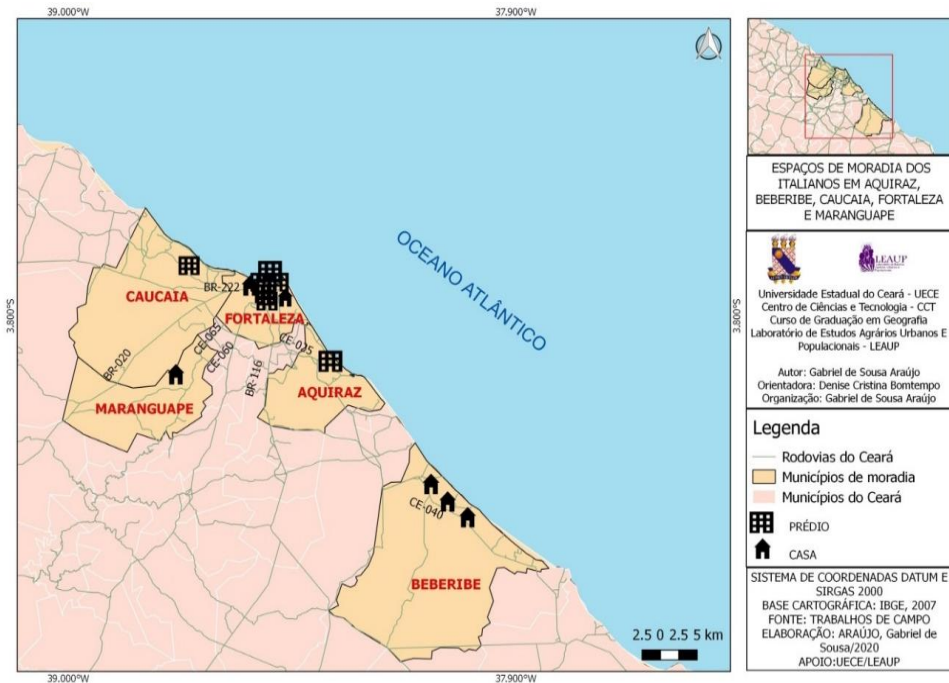 39.000°W
37.900°W
3.800°S
3.800°S
OCEANO ATLÂNTICO
CAUCAIA
BR-222
FORTALEZA
CE-065
CE-060
CE-025
BR-020
BR-116
MARANGUAPE
AQUIRAZ
CE-040
BEBERIBE
2.5 0 2.5 5 km
39.000°W
37.900°W
ESPAÇOS DE MORADIA DOS
ITALIANOS EM AQUIRAZ,
BEBERIBE, CAUCAIA, FORTALEZA
E MARANGUAPE
LEAUP
Universidade Estadual do Ceará - UECE
Centro de Ciências e Tecnologia - CCT
Curso de Graduação em Geografia
Laboratório de Estudos Agrários Urbanos E
Populacionais - LEAUP
Autor: Gabriel de Sousa Araújo
Orientadora: Denise Cristina Bomtempo
Organização: Gabriel de Sousa Araújo
Legenda
Rodovias do Ceará
Municípios de moradia
Municípios do Ceará
PRÉDIO
CASA
SISTEMA DE COORDENADAS DATUM E
SIRGAS 2000
BASE CARTOGRÁFICA: IBGE, 2007
FONTE: TRABALHOS DE CAMPO
ELABORAÇÃO: ARAÚJO, Gabriel de
Sousa/2020
APOIO:UECE/LEAUP